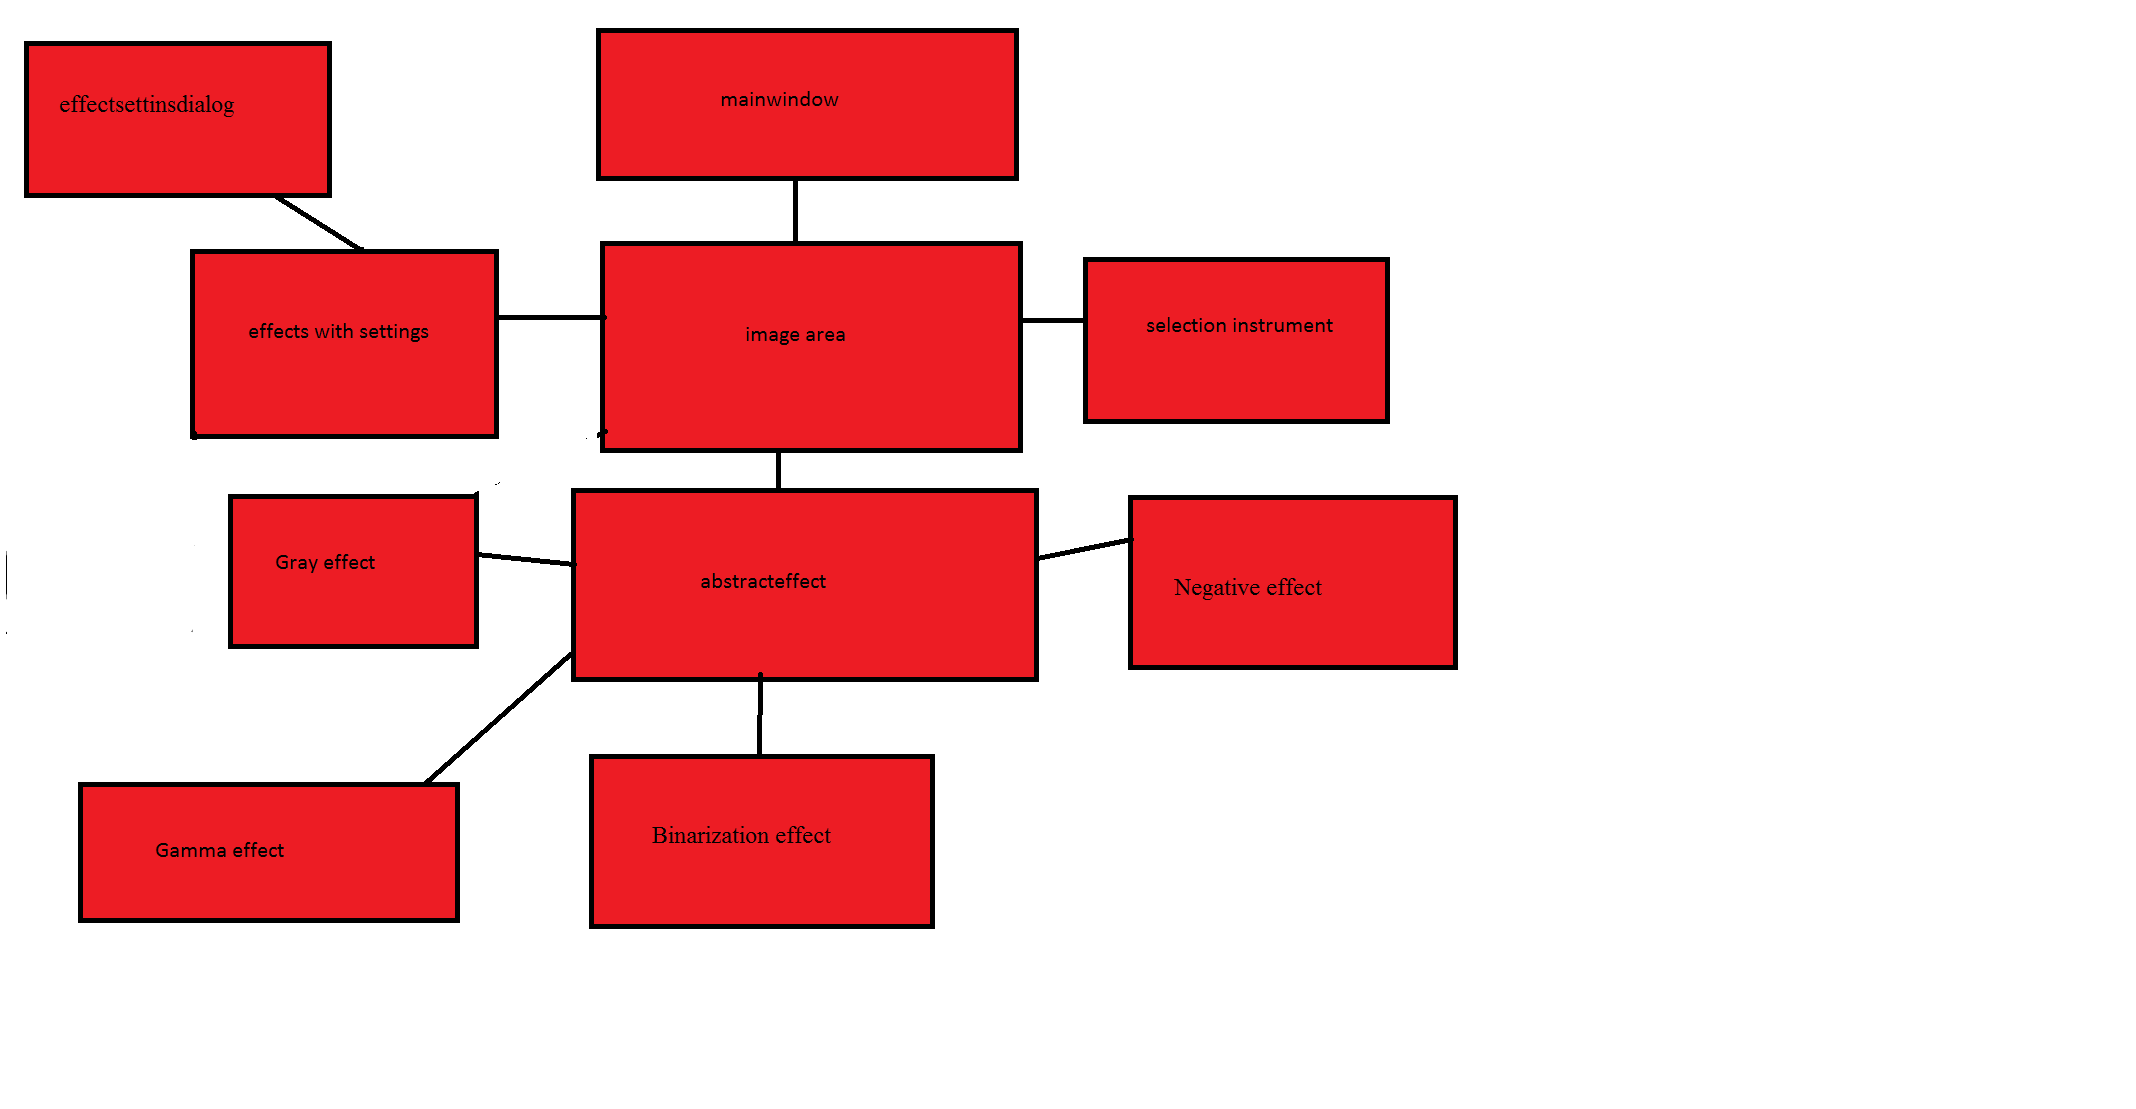 effectsettinsdialog
mainwindow
effects with settings
image area
selection instrument
Gray effect
abstracteffect
Negative effect
Gamma effect
Binarization effect